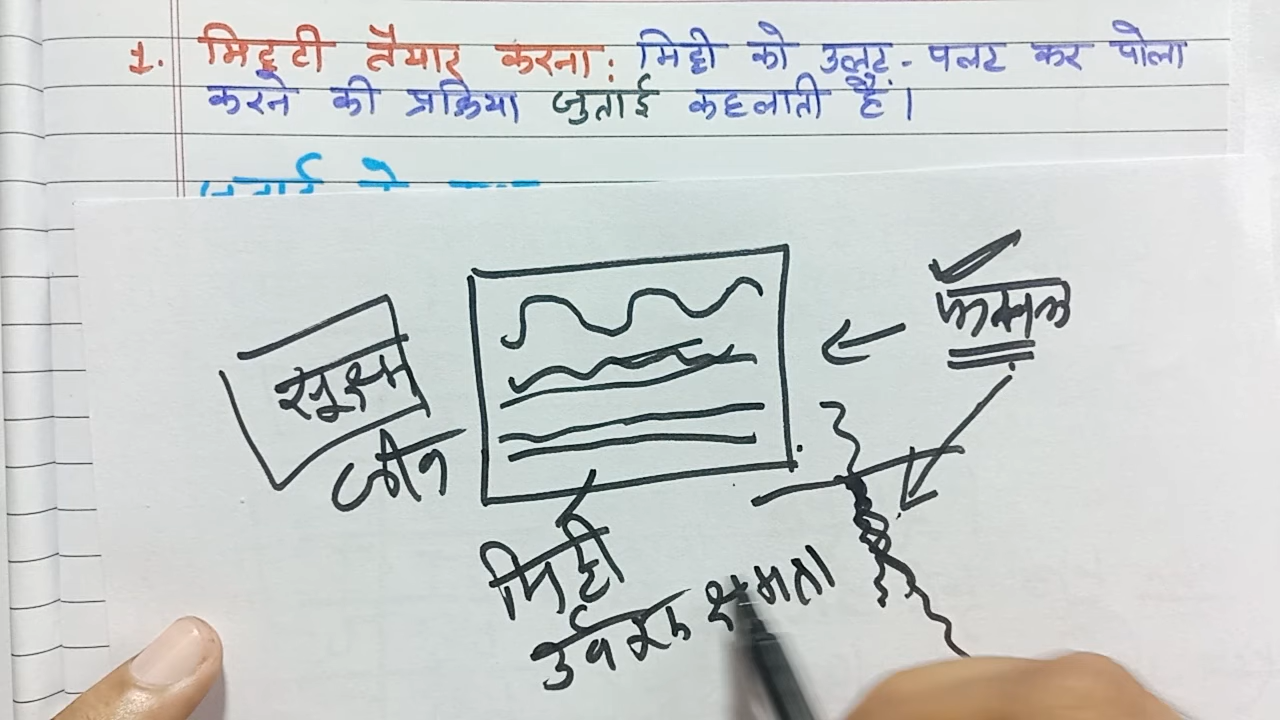 1. मिट्टी तैयार करना : मिट्टी को उलट - पलट कर पोला
करने की प्रक्रिया जुताई कहलाती है।
फसल
सूक्ष्म
जीव
मिट्टी
उर्वरक क्षमता